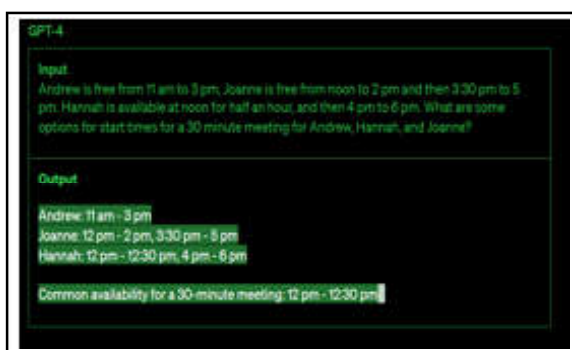 GPT-4
Input
Andrew is free from 11 am to 3 pm, Joanne is free from noon to 2 pm and then 3:30 pm to 5
pm. Hannah is available at noon for half an hour, and then 4 pm to 6 pm. What are some
options for start times for a 30 minute meeting for Andrew, Hannah, and Joanne?
Output
Andrew: 11 am - 3 pm
Joanne: 12 pm - 2 pm, 3:30 pm - 5 pm
Hannah: 12 pm - 12:30 pm, 4 pm - 6 pm
Common availability for a 30-minute meeting: 12 pm - 12:30 pm